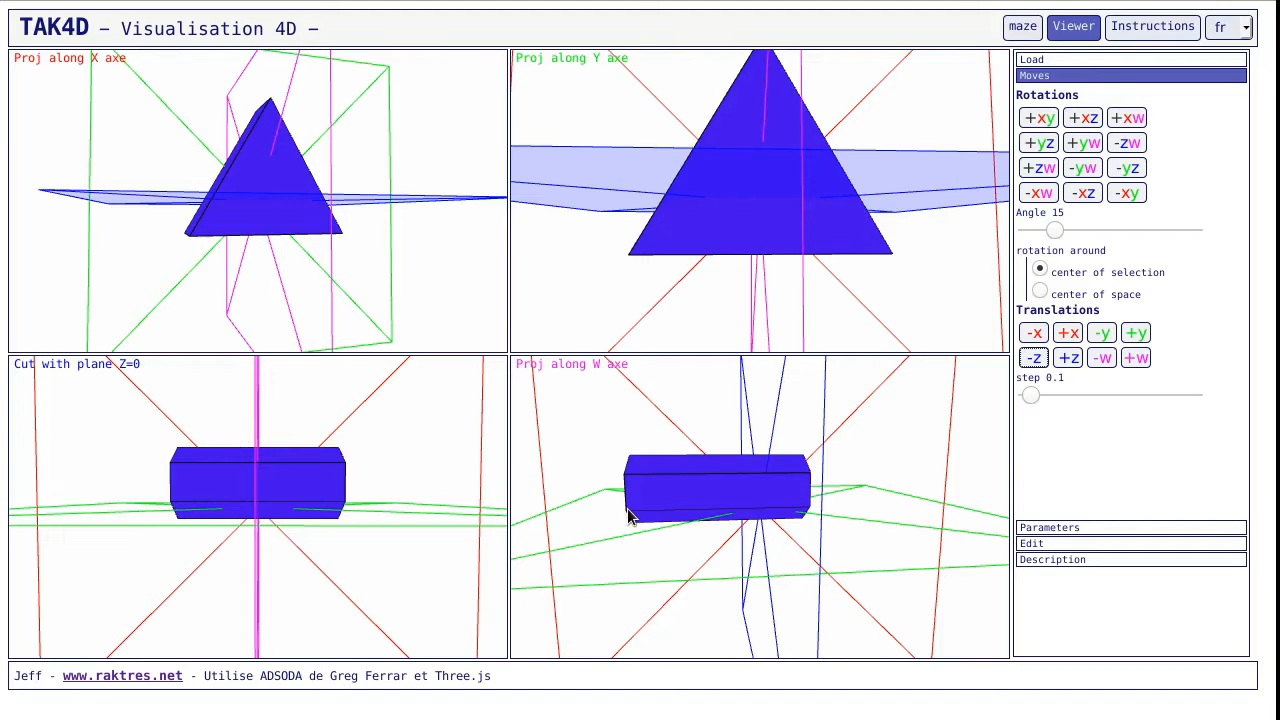 TAK4D – Visualisation 4D –
maze Viewer Instructions fr
Proj along X axe
Proj along Y axe
Cut with plane Z=0
Proj along W axe
Load
Moves
Rotations
+xy +xz +xw
+yz +yw -zw
+zw -yw -yz
-xw -xz -xy
Angle 15
rotation around
center of selection
center of space
Translations
-x +x -y +y
-z +z -w +w
step 0.1
Parameters
Edit
Description
Jeff - www.raktres.net - Utilise ADSODA de Greg Ferrar et Three.js